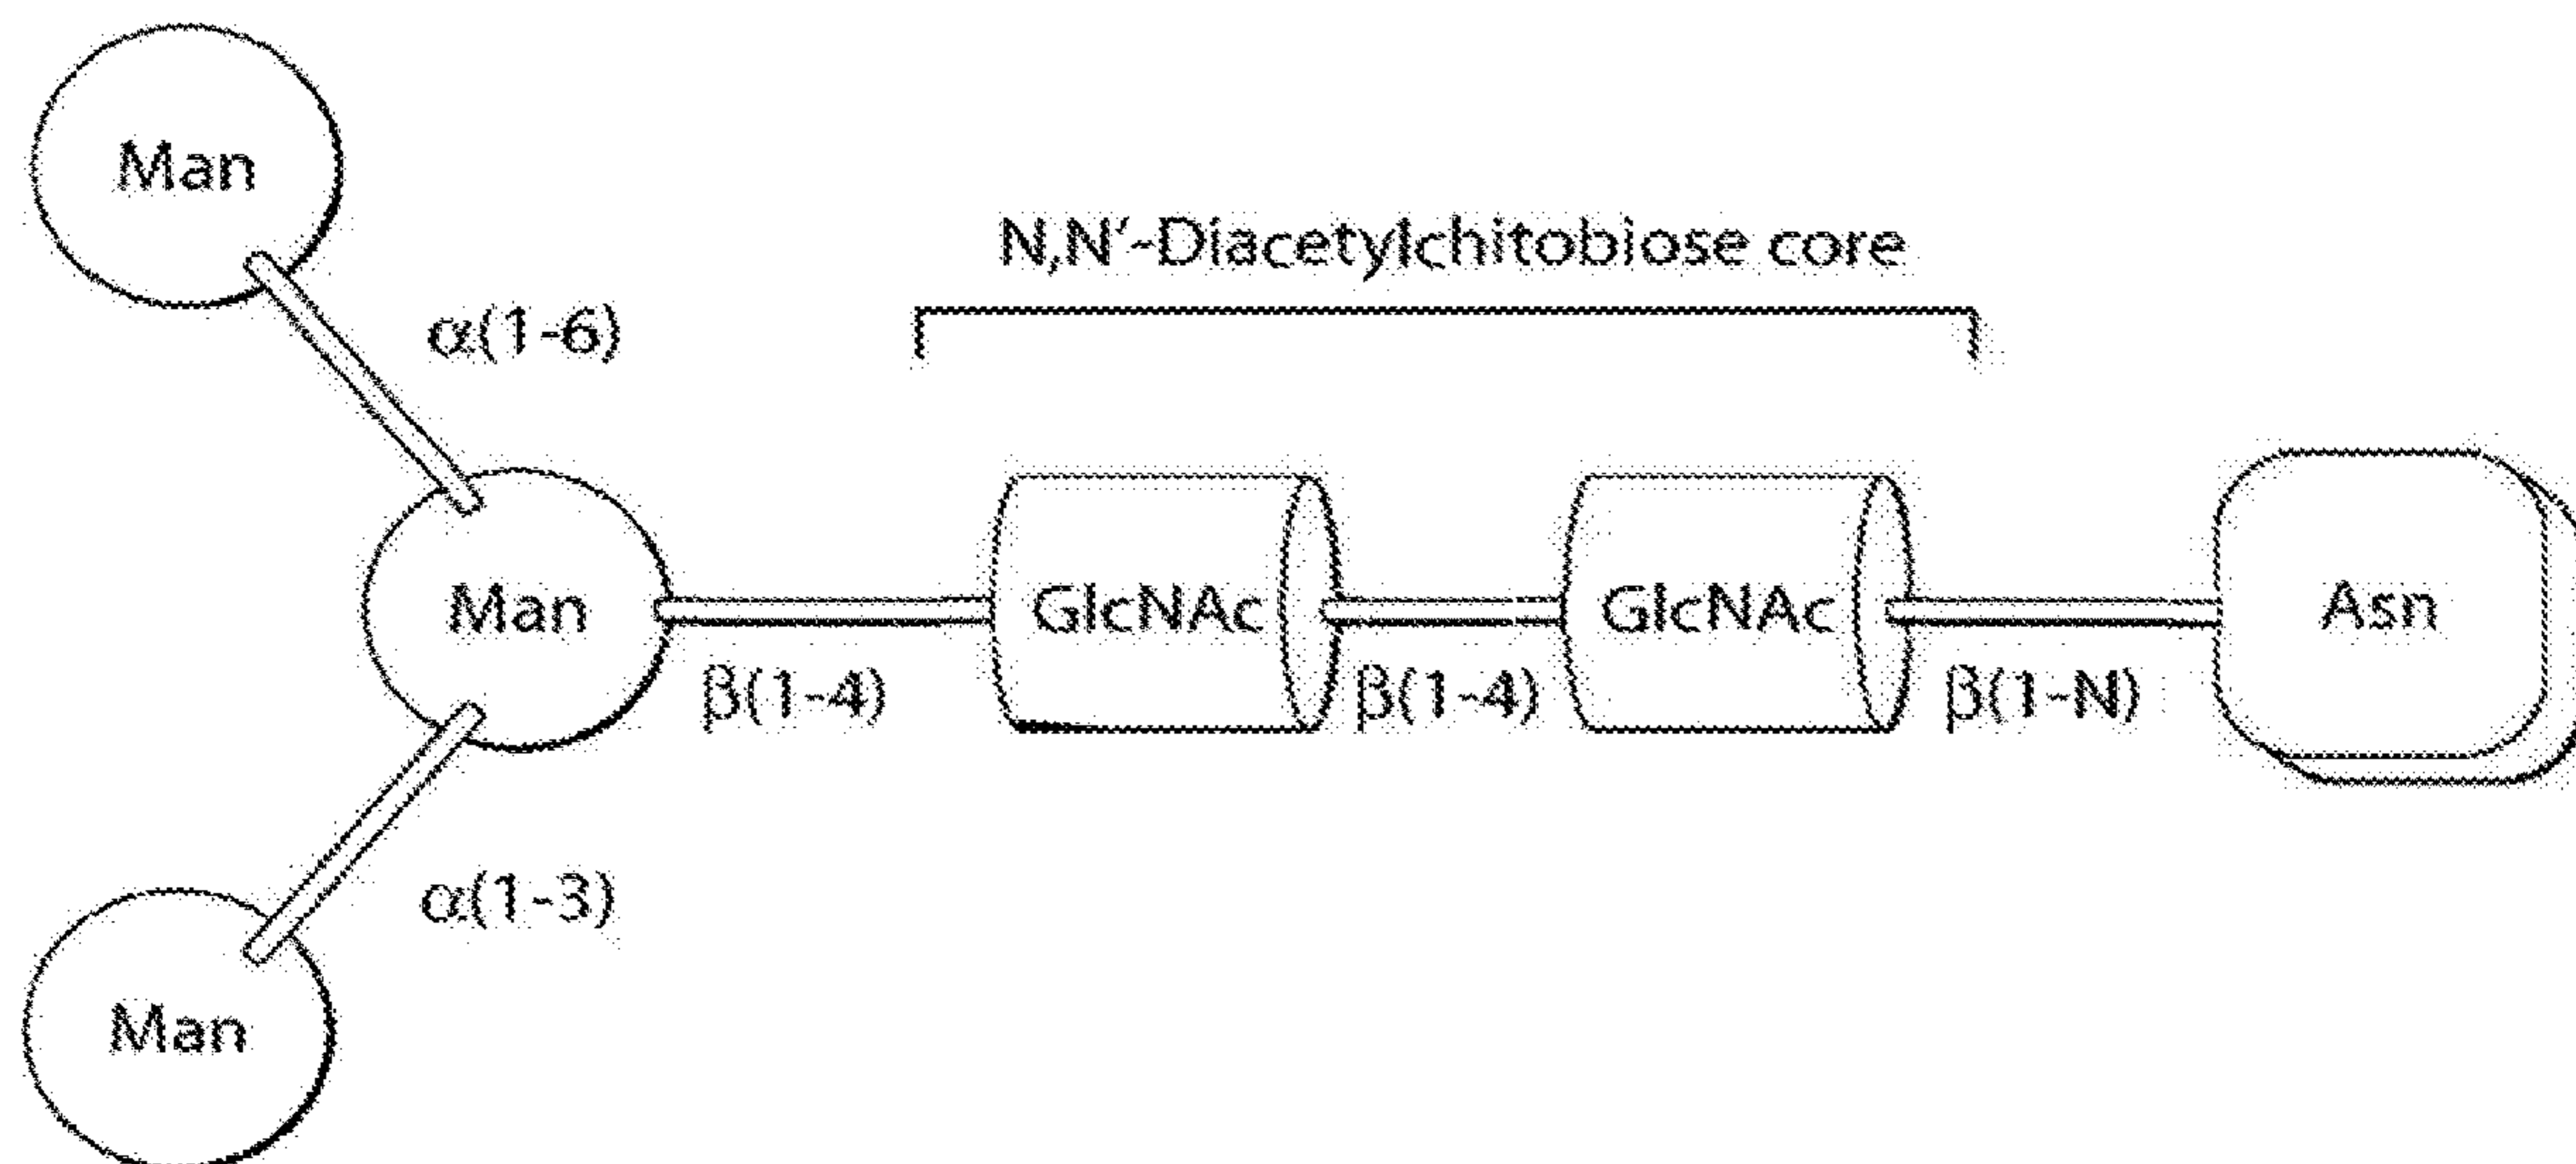 Man
N,N'-Diacetylchitobiose core
α(1-6)
Man
GlcNAc
GlcNAc
Asn
β(1-4)
β(1-4)
β(1-N)
α(1-3)
Man